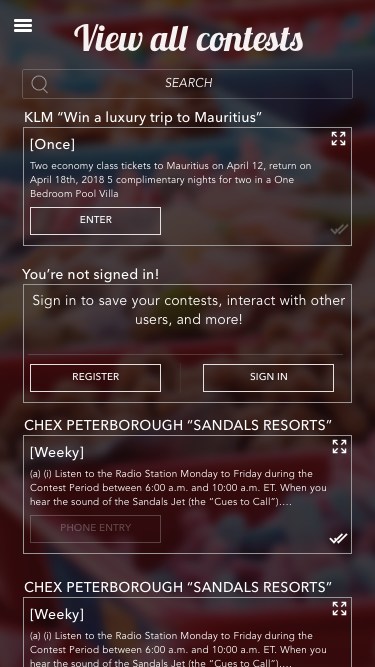 View all contests
SEARCH
KLM “Win a luxury trip to Mauritius”
[Once]
Two economy class tickets to Mauritius on April 12, return on
April 18th, 2018 5 complimentary nights for two in a One
Bedroom Pool Villa
ENTER
You’re not signed in!
Sign in to save your contests, interact with other
users, and more!
REGISTER SIGN IN
CHEX PETERBOROUGH “SANDALS RESORTS”
[Weeky]
(a) (i) Listen to the Radio Station Monday to Friday during the
Contest Period between 6:00 a.m. and 10:00 a.m. ET. When you
hear the sound of the Sandals Jet (the “Cues to Call”)....
PHONE ENTRY
CHEX PETERBOROUGH “SANDALS RESORTS”
[Weeky]
(a) (i) Listen to the Radio Station Monday to Friday during the
Contest Period between 6:00 a.m. and 10:00 a.m. ET. When you
hear the sound of the Sandals Jet (the “Cues to Call”)....